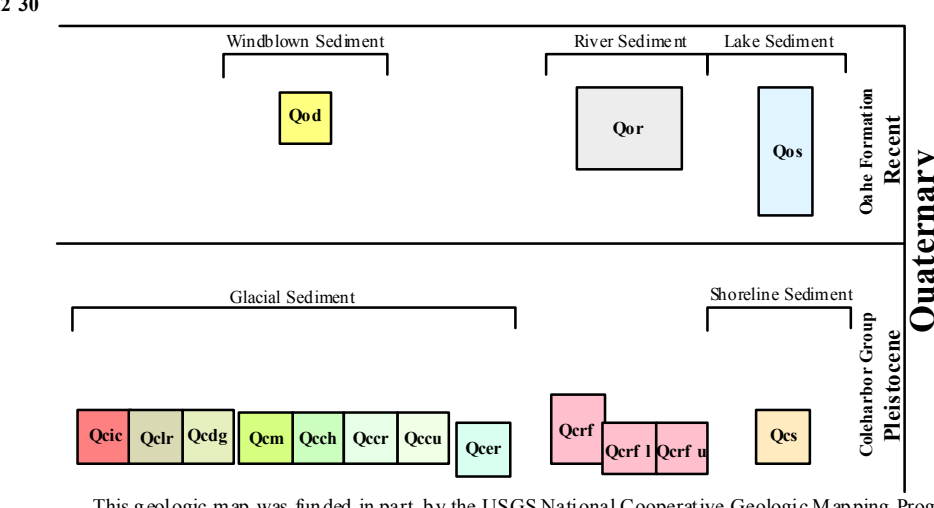 2 30
Windblown Sediment
River Sediment
Lake Sediment
Qod
Qor
Qos
Oahe Formation
Recent
Quaternary
Glacial Sediment
Shoreline Sediment
Qcic
Qclr
Qcdg
Qcm
Qcch
Qccr
Qccu
Qcer
Qcrf
Qcrf l
Qcrf u
Qcs
Coleharbor Group
Pleistocene
This geologic map was funded in part by the USGS National Cooperative Geologic Mapping Prog